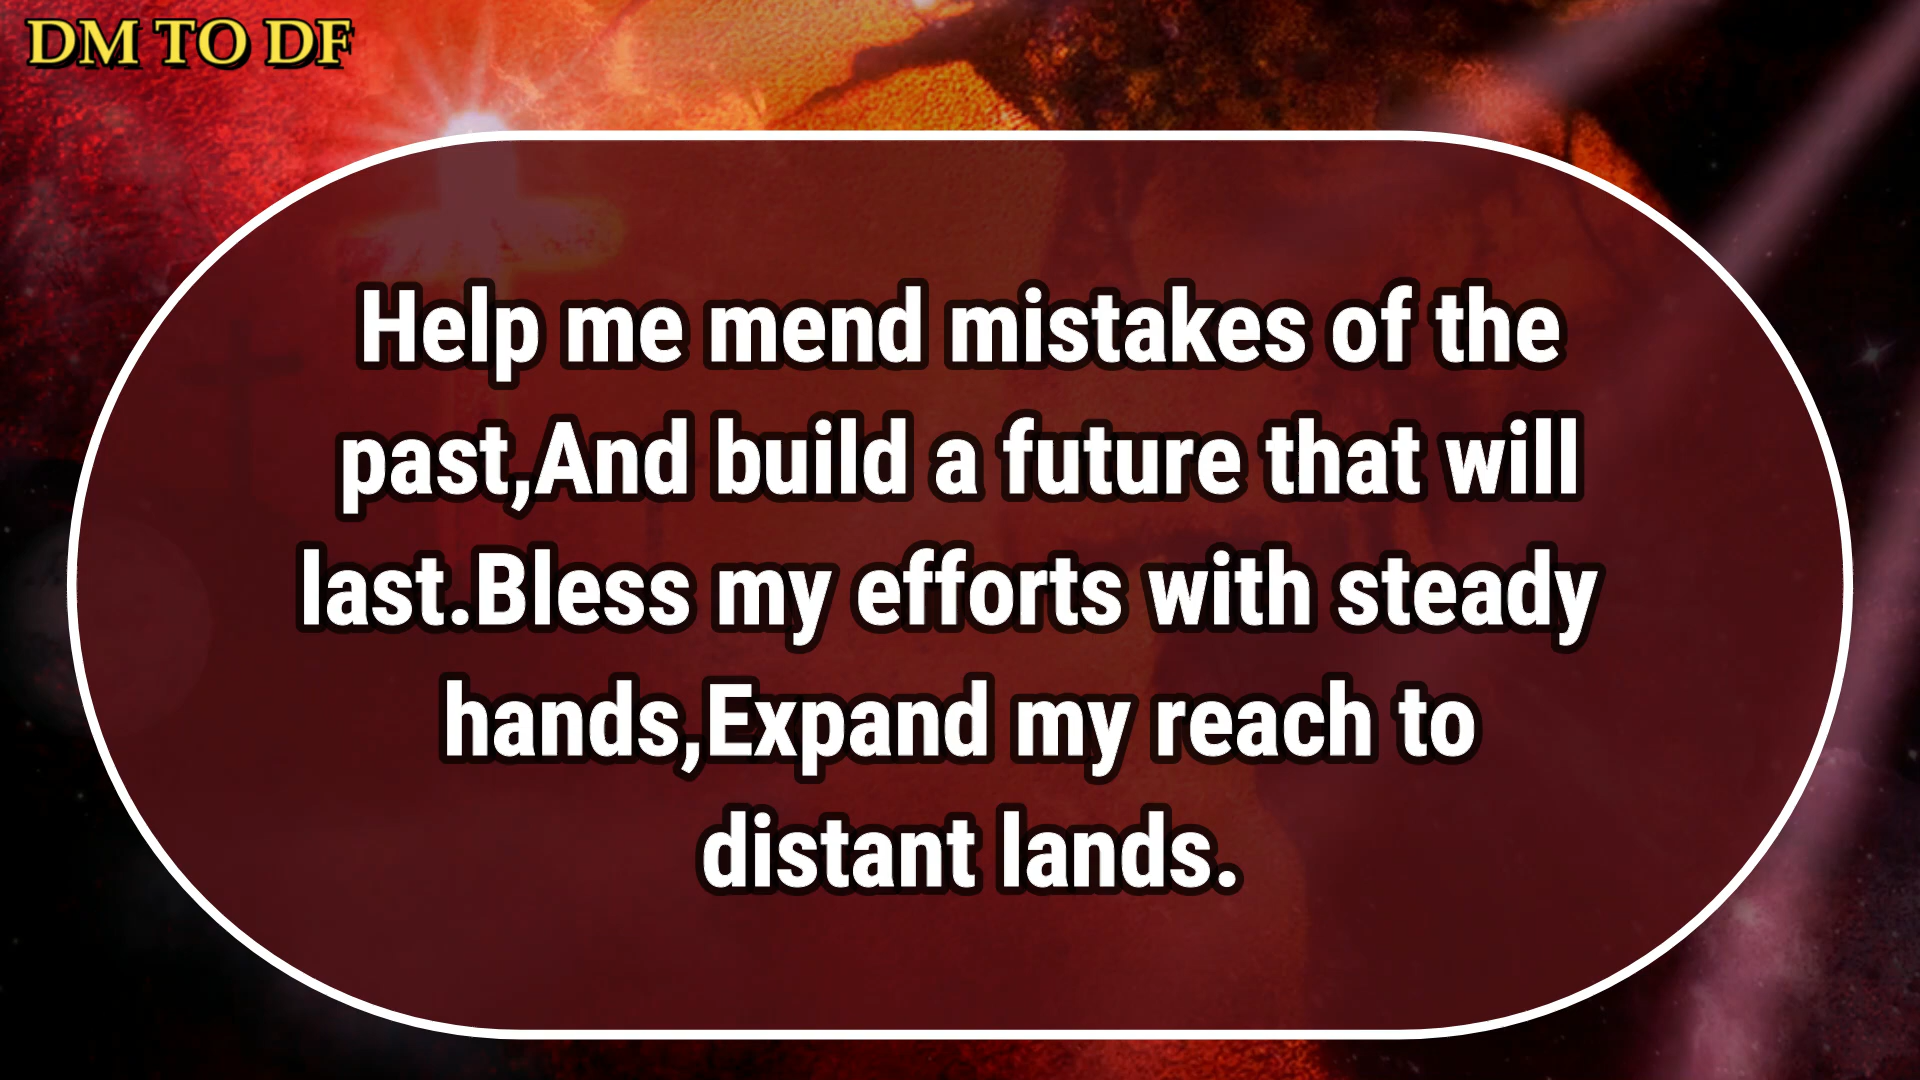 DM TO DF
Help me mend mistakes of the
past,And build a future that will
last.Bless my efforts with steady
hands,Expand my reach to
distant lands.